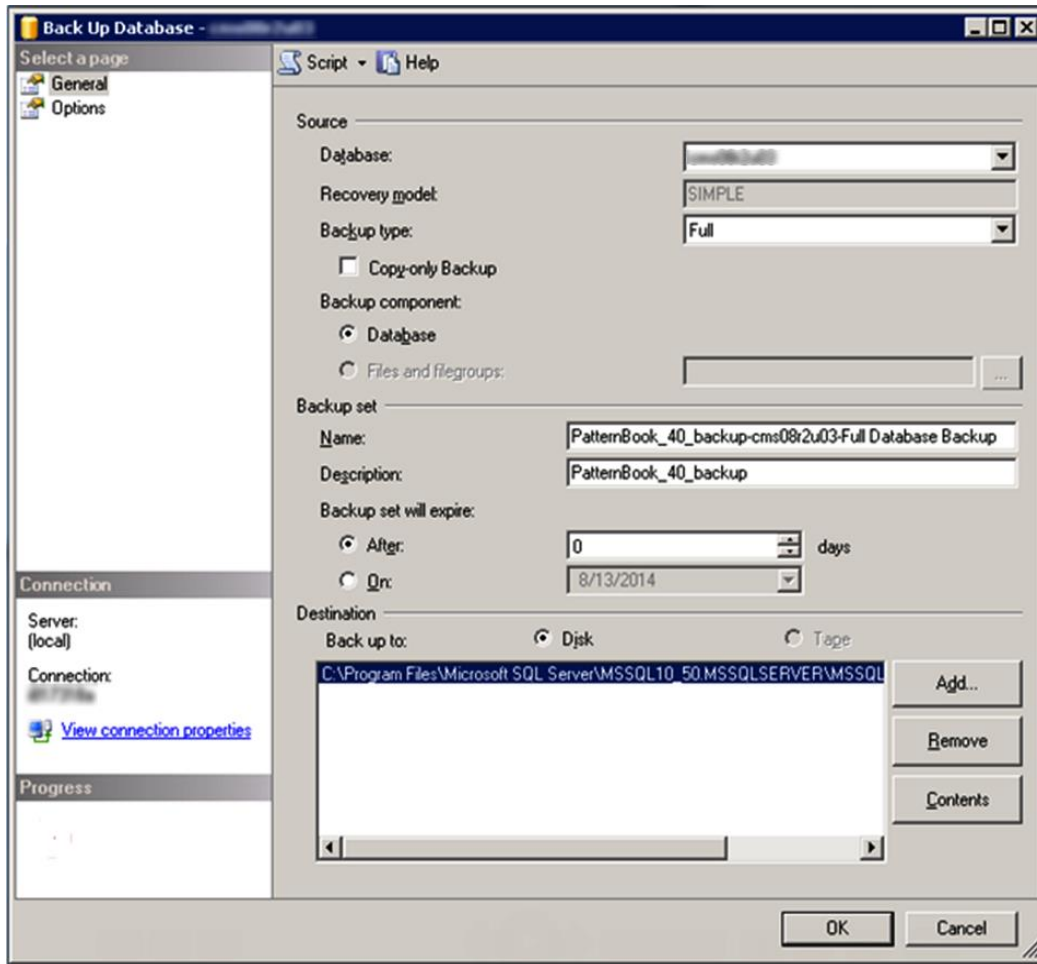 Back Up Database -
Select a page
General
Options
Script Help
Source
Database:
Recovery model: SIMPLE
Backup type: Full
Copy-only Backup
Backup component:
Database
Files and filegroups: ...
Backup set
Name: PatternBook_40_backup-cms08r2u03-Full Database Backup
Description: PatternBook_40_backup
Backup set will expire:
After: 0 days
On: 8/13/2014
Connection
Server:
(local)
Connection:
View connection properties
Progress
Destination
Back up to: Disk Tape
C:\Program Files\Microsoft SQL Server\MSSQL10_50.MSSQLSERVER\MSSQL
Add...
Remove
Contents
OK Cancel